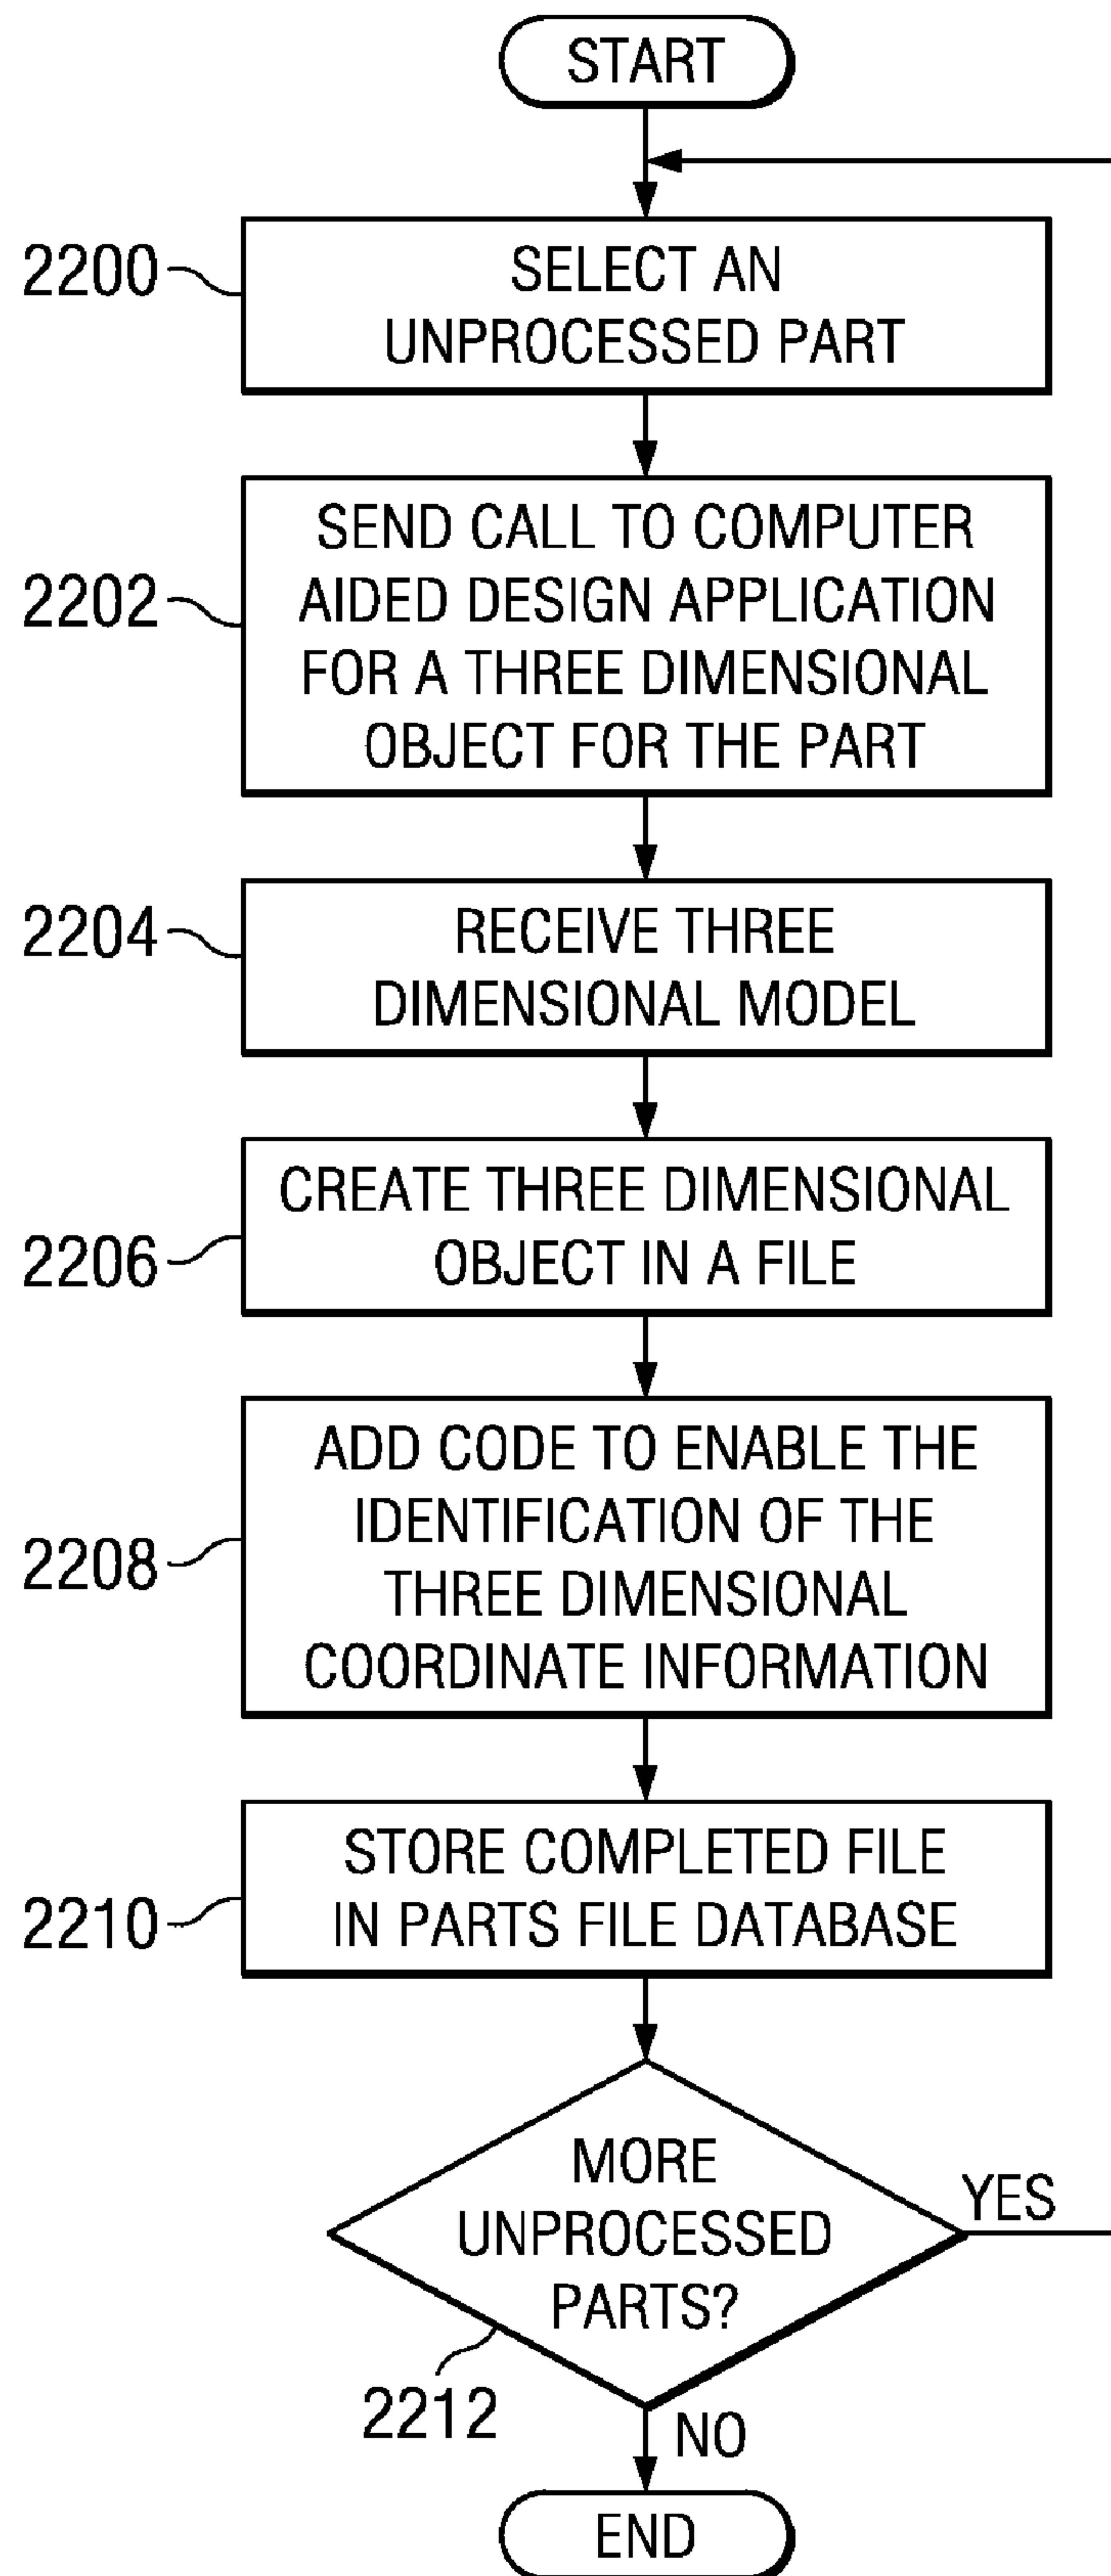 START
2200
SELECT AN
UNPROCESSED PART
2202
SEND CALL TO COMPUTER
AIDED DESIGN APPLICATION
FOR A THREE DIMENSIONAL
OBJECT FOR THE PART
2204
RECEIVE THREE
DIMENSIONAL MODEL
2206
CREATE THREE DIMENSIONAL
OBJECT IN A FILE
2208
ADD CODE TO ENABLE THE
IDENTIFICATION OF THE
THREE DIMENSIONAL
COORDINATE INFORMATION
2210
STORE COMPLETED FILE
IN PARTS FILE DATABASE
MORE
UNPROCESSED
PARTS?
YES
2212
NO
END